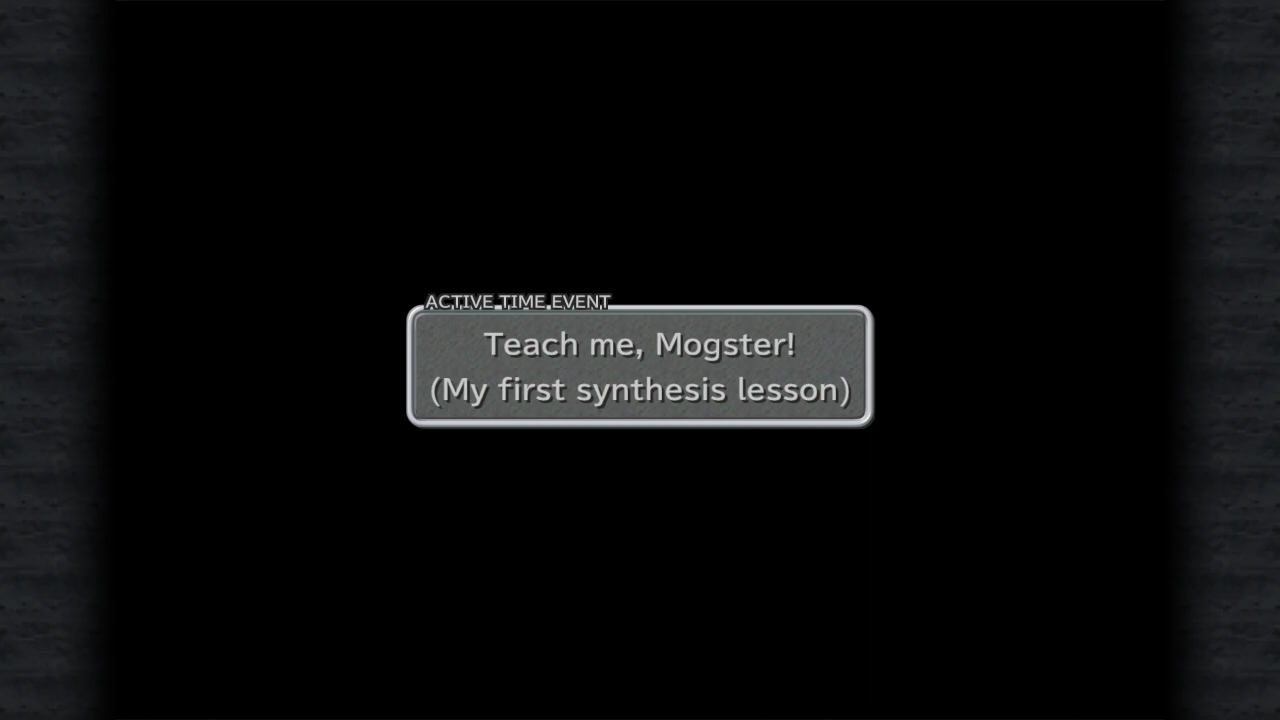 ACTIVE TIME EVENT
Teach me, Mogster!
(My first synthesis lesson)